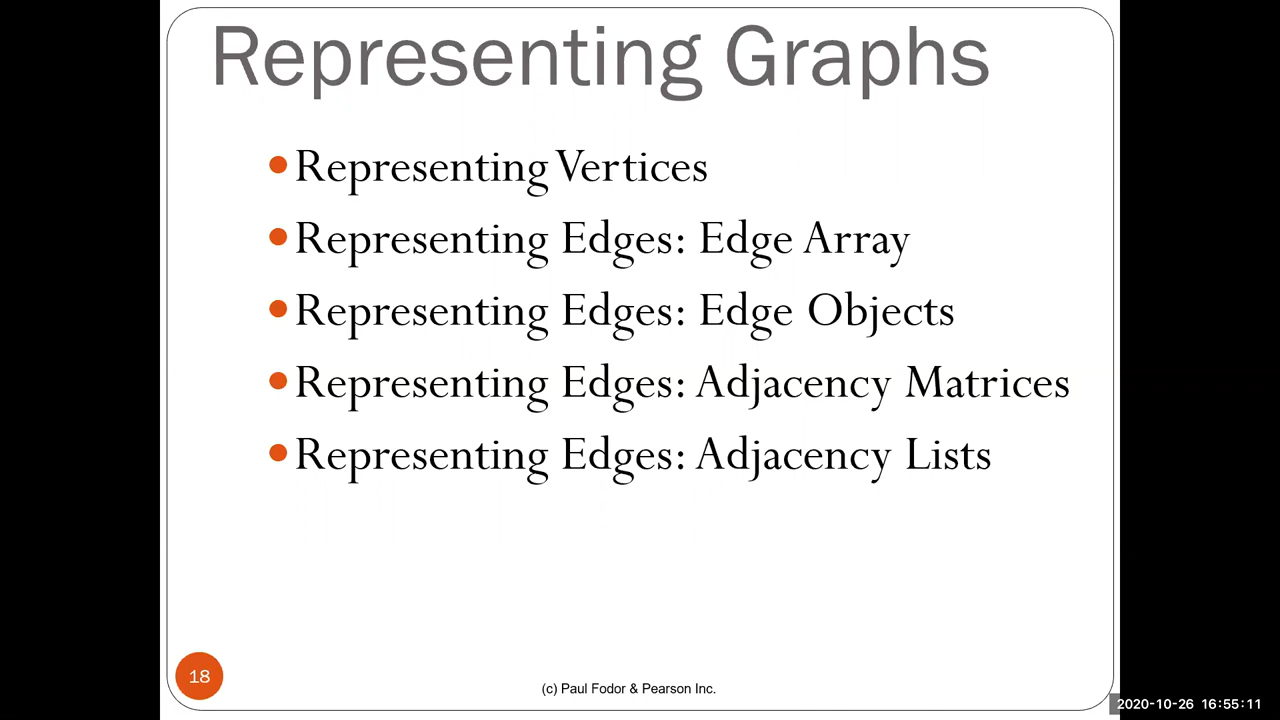 Representing Graphs
Representing Vertices
Representing Edges: Edge Array
Representing Edges: Edge Objects
Representing Edges: Adjacency Matrices
Representing Edges: Adjacency Lists
18
(c) Paul Fodor & Pearson Inc.
2020-10-26 16:55:11